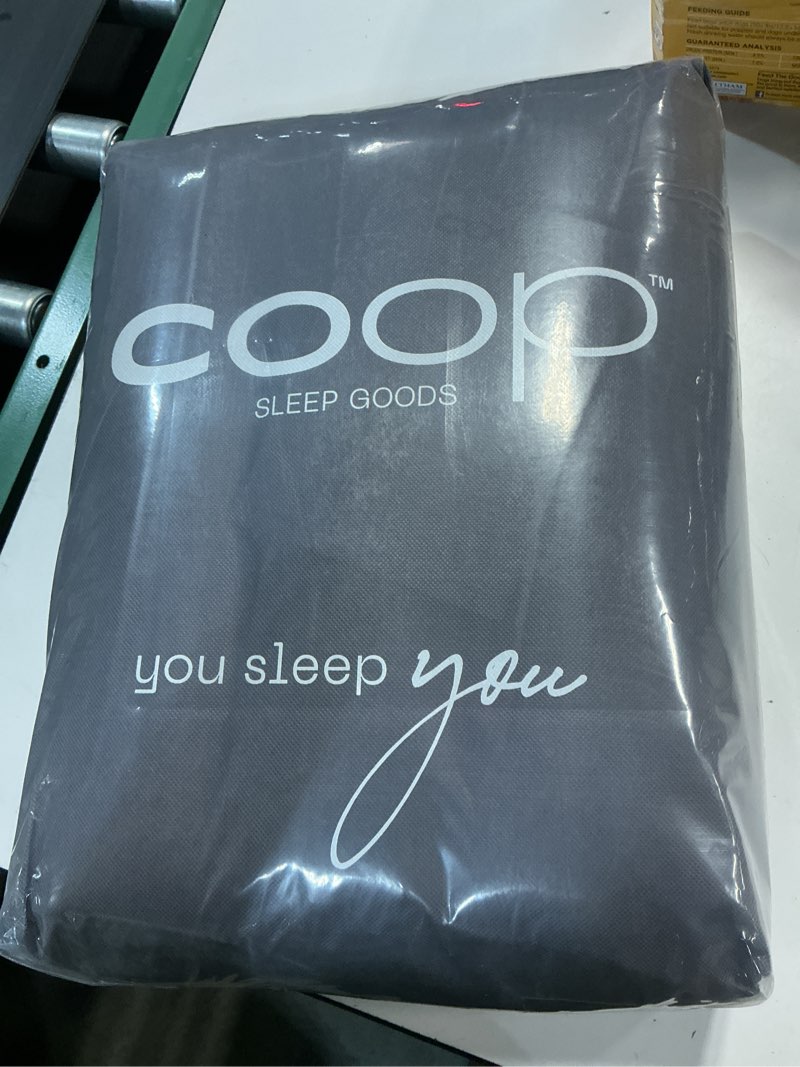 FEEDING GUIDE
GUARANTEED ANALYSIS
coop™
SLEEP GOODS
you sleep you